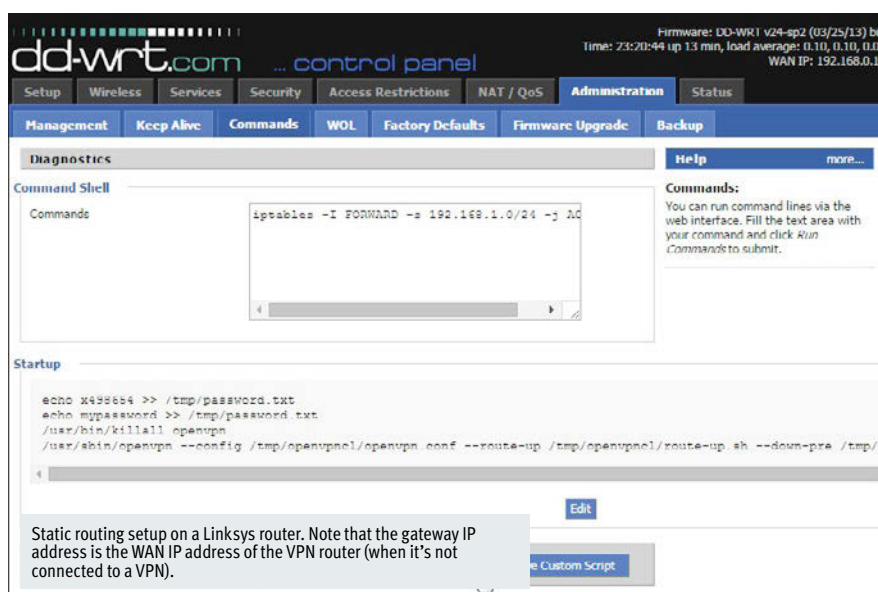 Firmware: DD-WRT v24-sp2 (03/25/13)
Time: 23:20:44 up 13 min, load average: 0.10, 0.10, 0.0
WAN IP: 192.168.0.1
dd-wrt.com ... control panel
Setup Wireless Services Security Access Restrictions NAT / QoS Administration Status
Management Keep Alive Commands WOL Factory Defaults Firmware Upgrade Backup
Diagnostics
Help more...
Command Shell
Commands
iptables -I FORWARD -s 192.168.1.0/24 -j AC
Commands:
You can run command lines via the
web interface. Fill the text area with
your command and click Run
Commands to submit.
Startup
echo x498654 >> /tmp/password.txt
echo mypassword >> /tmp/password.txt
/usr/bin/killall openvpn
/usr/sbin/openvpn --config /tmp/openvpncl/openvpn.conf --route-up /tmp/openvpncl/route-up.sh --down-pre /tmp/
Edit
Static routing setup on a Linksys router. Note that the gateway IP
address is the WAN IP address of the VPN router (when it's not
connected to a VPN).
e Custom Script